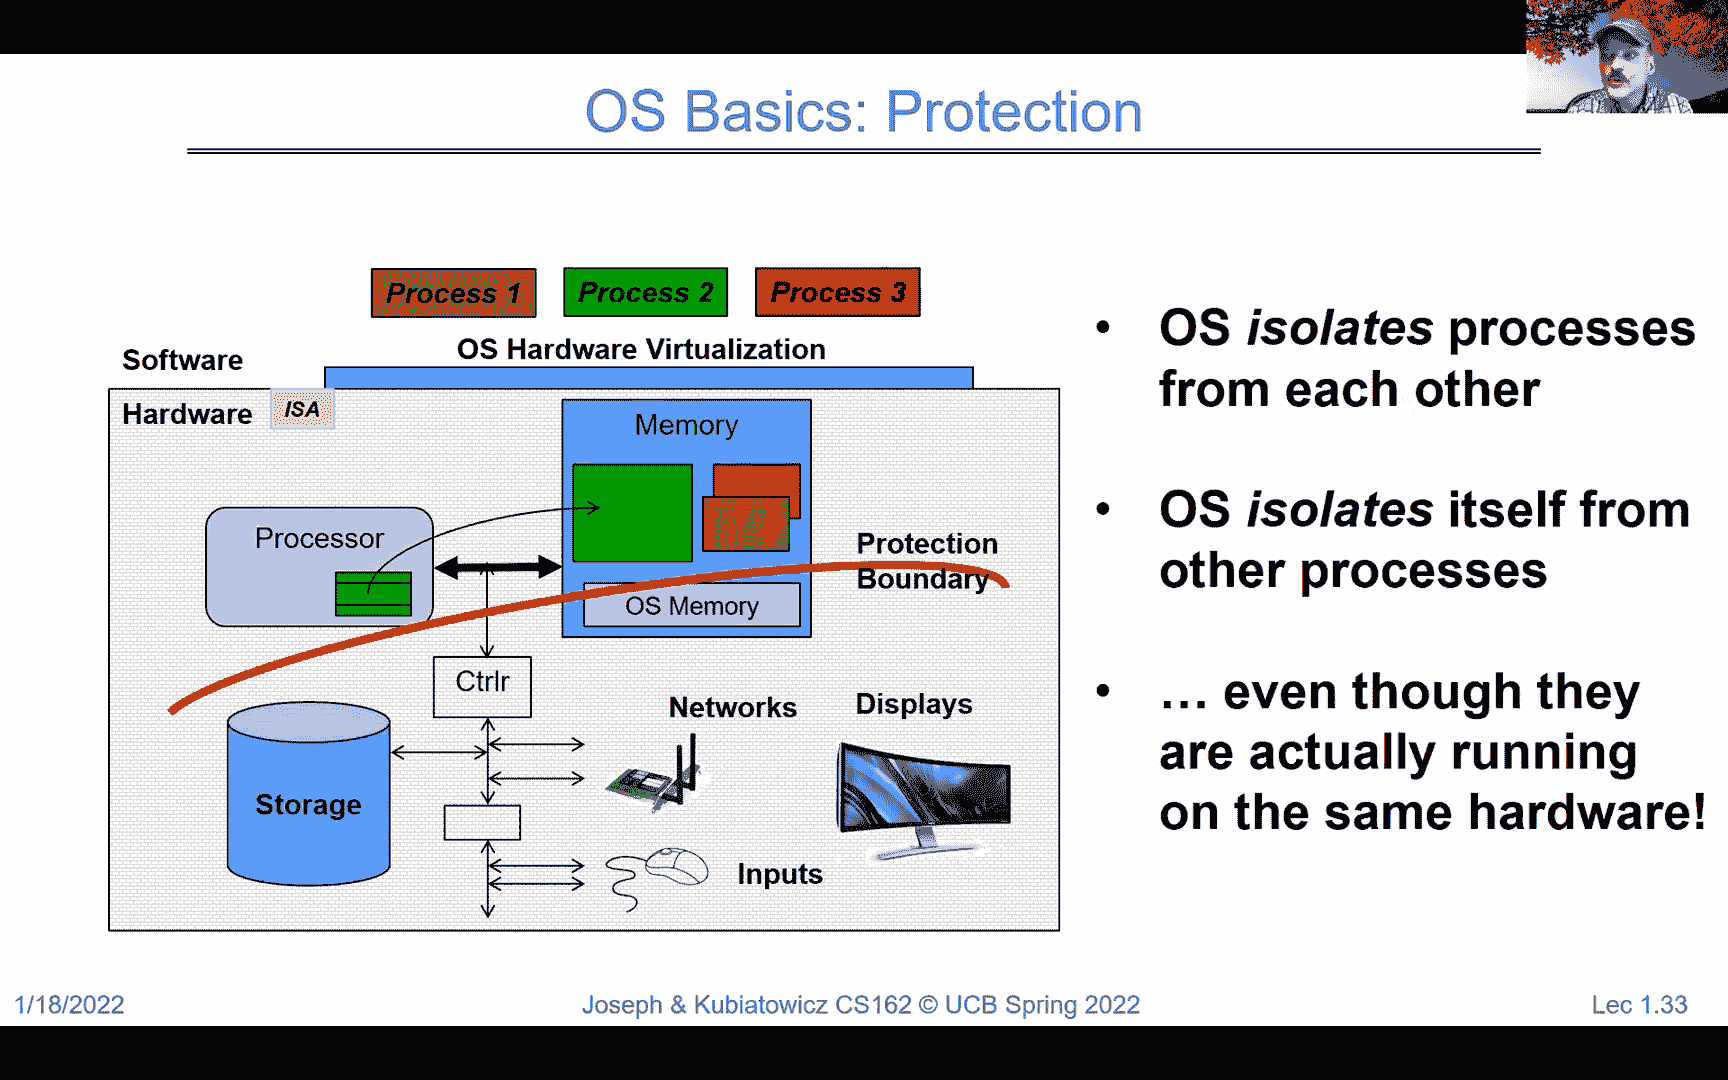 OS Basics: Protection
Process 1
Process 2
Process 3
Software
OS Hardware Virtualization
Hardware
ISA
Memory
Processor
Protection
Boundary
OS Memory
Ctrlr
Networks
Displays
Storage
Inputs
• OS isolates processes
from each other
• OS isolates itself from
other processes
• … even though they
are actually running
on the same hardware!
1/18/2022
Joseph & Kubiatowicz CS162 © UCB Spring 2022
Lec 1.33